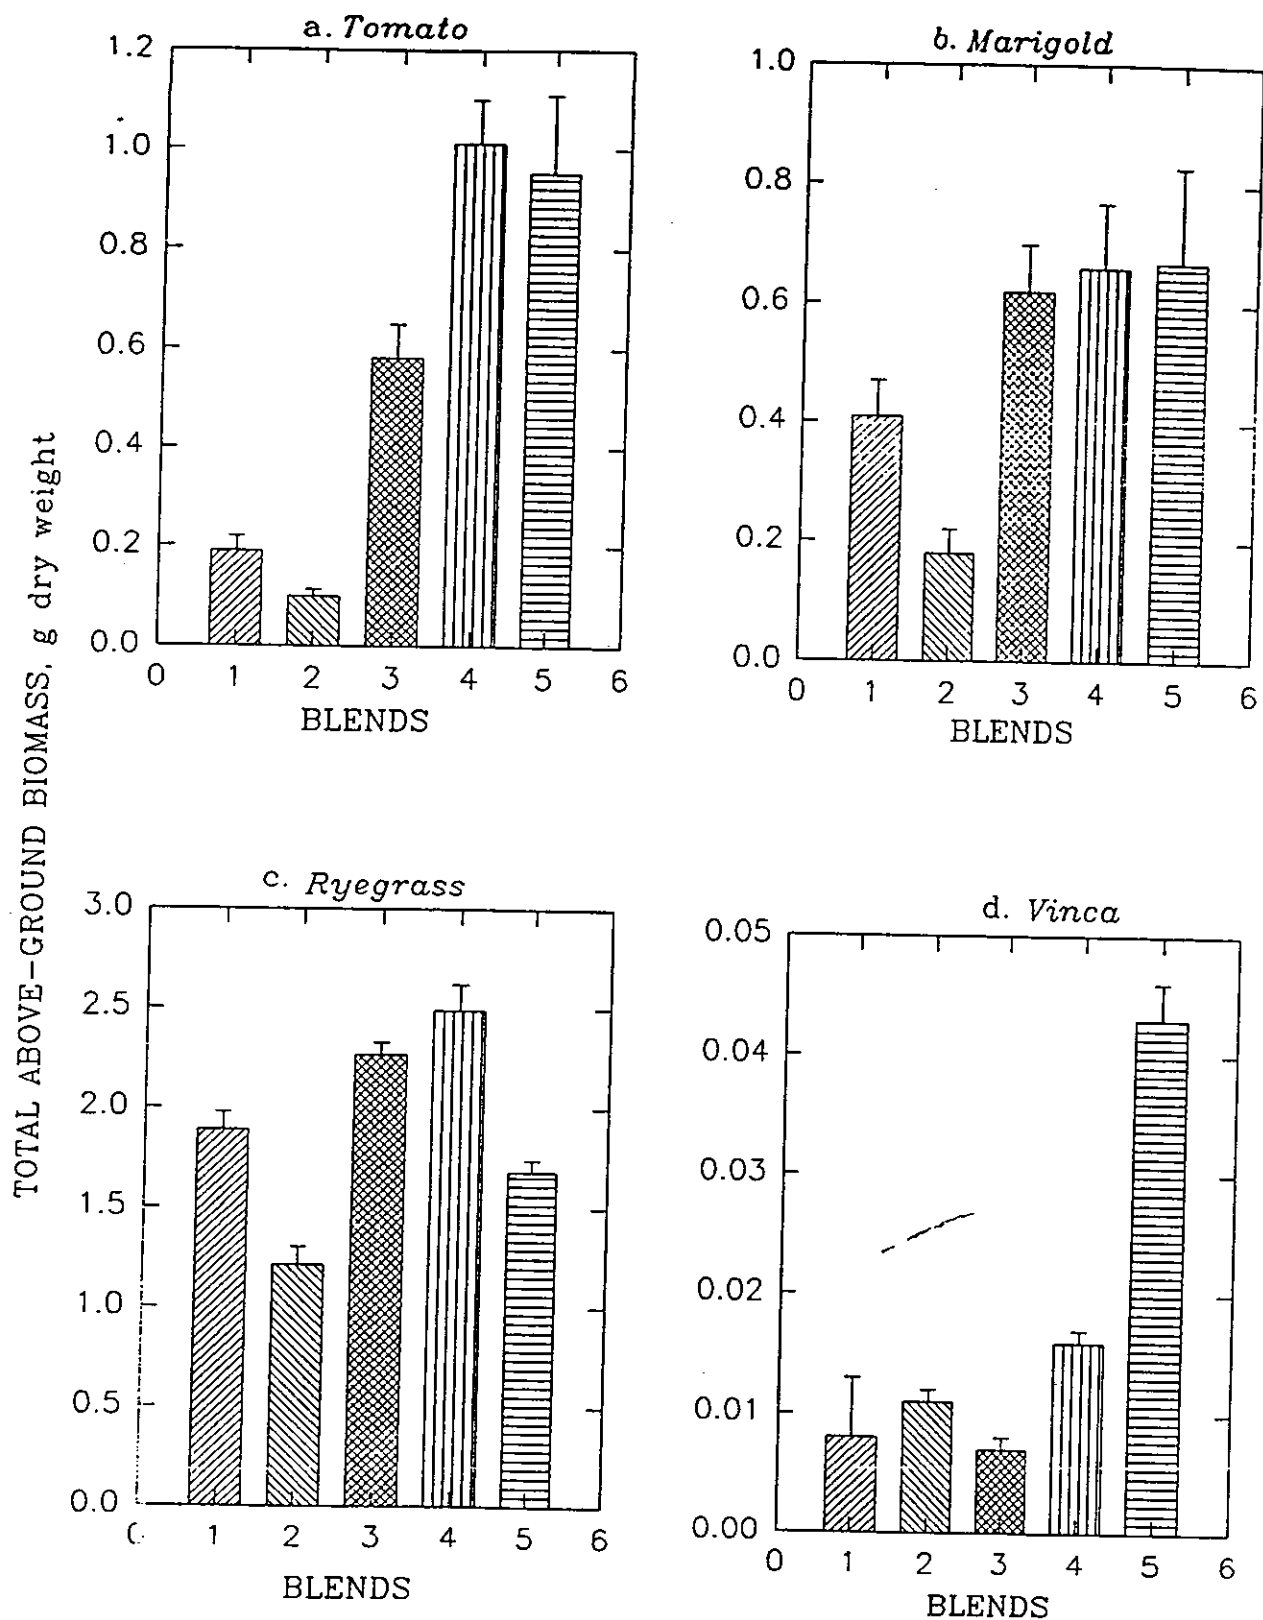 TOTAL ABOVE-GROUND BIOMASS, g dry weight
a. Tomato
1.2
1.0
0.8
0.6
0.4
0.2
0.0
0 1 2 3 4 5 6
BLENDS
b. Marigold
1.0
0.8
0.6
0.4
0.2
0.0
0 1 2 3 4 5 6
BLENDS
c. Ryegrass
3.0
2.5
2.0
1.5
1.0
0.5
0.0
0 1 2 3 4 5 6
BLENDS
d. Vinca
0.05
0.04
0.03
0.02
0.01
0.00
0 1 2 3 4 5 6
BLENDS